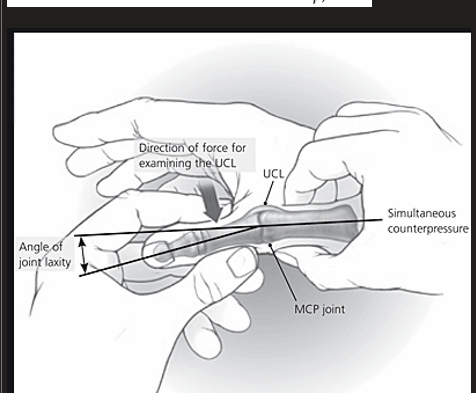 Direction of force for
examining the UCL
UCL
Simultaneous
counterpressure
Angle of
joint laxity
MCP joint